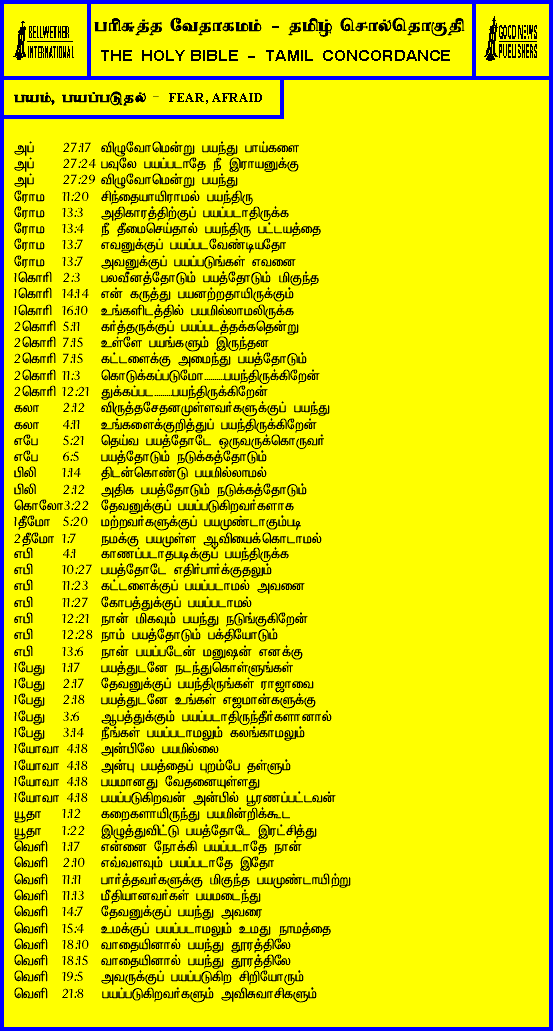 BELLWETHER
INTERNATIONAL
பரிசுத்த வேதாகமம் - தமிழ் சொல்தொகுதி
THE HOLY BIBLE - TAMIL CONCORDANCE
GOOD NEWS
PUBLISHERS
பயம், பயப்படுதல் - FEAR, AFRAID
அப் 27:17 விழுவோமென்று பயந்து பாய்களை
அப் 27:24 பவுலே பயப்படாதே நீ இராயனுக்கு
அப் 27:29 விழுவோமென்று பயந்து
ரோம 11:20 சிந்தையாயிராமல் பயந்திரு
ரோம 13:3 அதிகாரத்திற்குப் பயப்படாதிருக்க
ரோம 13:4 நீ தீமைசெய்தால் பயந்திரு பட்டயத்தை
ரோம 13:7 எவனுக்குப் பயப்படவேண்டியதோ
ரோம 13:7 அவனுக்குப் பயப்படுங்கள் எவனை
1கொரி 2:3 பலவீனத்தோடும் பயத்தோடும் மிகுந்த
1கொரி 14:14 என் கருத்து பயனற்றதாயிருக்கும்
1கொரி 16:10 உங்களிடத்தில் பயமில்லாமலிருக்க
2கொரி 5:11 கர்த்தருக்குப் பயப்படத்தக்கதென்று
2கொரி 7:15 உள்ளே பயங்களும் இருந்தன
2கொரி 7:15 கட்டளைக்கு அமைந்து பயத்தோடும்
2கொரி 11:3 கொடுக்கப்படுமோ.........பயந்திருக்கிறேன்
2கொரி 12:21 துக்கப்பட........பயந்திருக்கிறேன்
கலா 2:12 விருத்தசேதனமுள்ளவர்களுக்குப் பயந்து
கலா 4:11 உங்களைக்குறித்துப் பயந்திருக்கிறேன்
எபே 5:21 தெய்வ பயத்தோடே ஒருவருக்கொருவர்
எபே 6:5 பயத்தோடும் நடுக்கத்தோடும்
பிலி 1:14 திடன்கொண்டு பயமில்லாமல்
பிலி 2:12 அதிக பயத்தோடும் நடுக்கத்தோடும்
கொலோ3:22 தேவனுக்குப் பயப்படுகிறவர்களாக
1தீமோ 5:20 மற்றவர்களுக்குப் பயமுண்டாகும்படி
2தீமோ 1:7 நமக்கு பயமுள்ள ஆவியைக்கொடாமல்
எபி 4:1 காணப்படாதபடிக்குப் பயந்திருக்க
எபி 10:27 பயத்தோடே எதிர்பார்க்குதலும்
எபி 11:23 கட்டளைக்குப் பயப்படாமல் அவனை
எபி 11:27 கோபத்துக்குப் பயப்படாமல்
எபி 12:21 நான் மிகவும் பயந்து நடுங்குகிறேன்
எபி 12:28 நாம் பயத்தோடும் பக்தியோடும்
எபி 13:6 நான் பயப்படேன் மனுஷன் எனக்கு
1பேது 1:17 பயத்துடனே நடந்துகொள்ளுங்கள்
1பேது 2:17 தேவனுக்குப் பயந்திருங்கள் ராஜாவை
1பேது 2:18 பயத்துடனே உங்கள் எஜமான்களுக்கு
1பேது 3:6 ஆபத்துக்கும் பயப்படாதிருந்தீர்களானால்
1பேது 3:14 நீங்கள் பயப்படாமலும் கலங்காமலும்
1யோவா 4:18 அன்பிலே பயமில்லை
1யோவா 4:18 அன்பு பயத்தைப் புறம்பே தள்ளும்
1யோவா 4:18 பயமானது வேதனையுள்ளது
1யோவா 4:18 பயப்படுகிறவன் அன்பில் பூரணப்பட்டவன்
யூதா 1:12 கறைகளாயிருந்து பயமின்றிக்கூட
யூதா 1:22 இழுத்துவிட்டு பயத்தோடே இரட்சித்து
வெளி 1:17 என்னை நோக்கி பயப்படாதே நான்
வெளி 2:10 எவ்வளவும் பயப்படாதே இதோ
வெளி 11:11 பார்த்தவர்களுக்கு மிகுந்த பயமுண்டாயிற்று
வெளி 11:13 மீதியானவர்கள் பயமடைந்து
வெளி 14:7 தேவனுக்குப் பயந்து அவரை
வெளி 15:4 உமக்குப் பயப்படாமலும் உமது நாமத்தை
வெளி 18:10 வாதையினால் பயந்து தூரத்திலே
வெளி 18:15 வாதையினால் பயந்து தூரத்திலே
வெளி 19:5 அவருக்குப் பயப்படுகிற சிறியோரும்
வெளி 21:8 பயப்படுகிறவர்களும் அவிசுவாசிகளும்